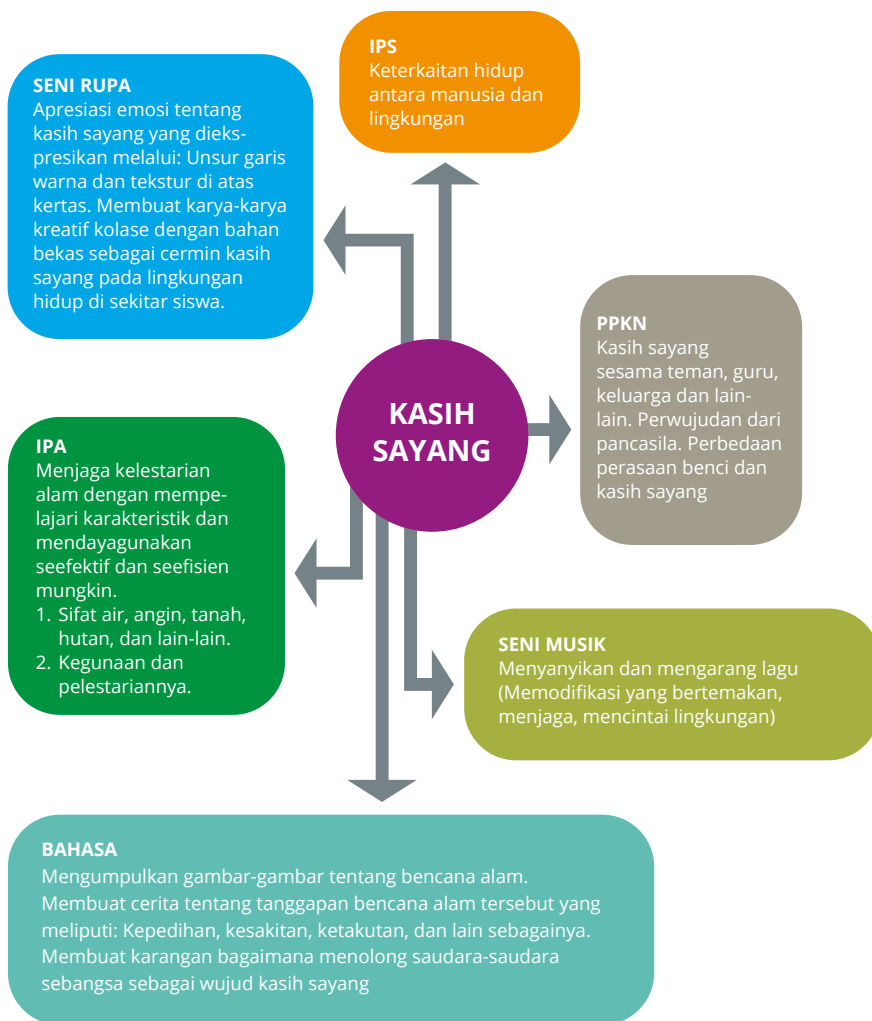 IPS
Keterkaitan hidup
antara manusia dan
lingkungan
SENI RUPA
Apresiasi emosi tentang
kasih sayang yang dieks-
presikan melalui: Unsur garis
warna dan tekstur di atas
kertas. Membuat karya-karya
kreatif kolase dengan bahan
bekas sebagai cermin kasih
sayang pada lingkungan
hidup di sekitar siswa.
PPKN
Kasih sayang
sesama teman, guru,
keluarga dan lain-
lain. Perwujudan dari
pancasila. Perbedaan
perasaan benci dan
kasih sayang
KASIH
SAYANG
IPA
Menjaga kelestarian
alam dengan mempe-
lajari karakteristik dan
mendayagunakan
seefektif dan seefisien
mungkin.
1. Sifat air, angin, tanah,
hutan, dan lain-lain.
2. Kegunaan dan
pelestariannya.
SENI MUSIK
Menyanyikan dan mengarang lagu
(Memodifikasi yang bertemakan,
menjaga, mencintai lingkungan)
BAHASA
Mengumpulkan gambar-gambar tentang bencana alam.
Membuat cerita tentang tanggapan bencana alam tersebut yang
meliputi: Kepedihan, kesakitan, ketakutan, dan lain sebagainya.
Membuat karangan bagaimana menolong saudara-saudara
sebangsa sebagai wujud kasih sayang